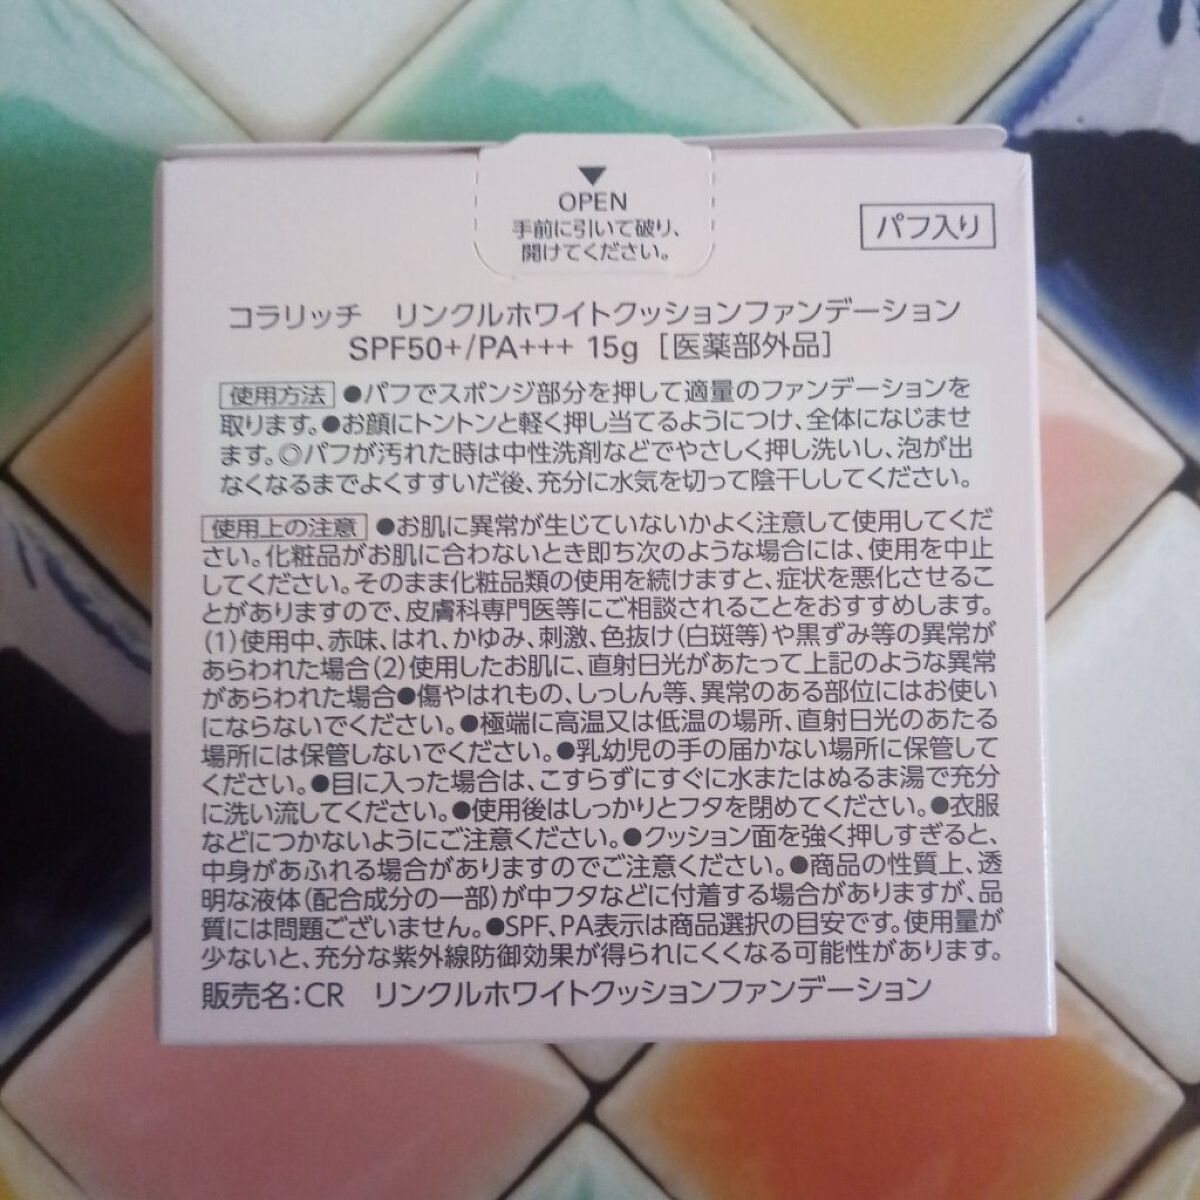 ▼
OPEN
手前に引いて破り、
開けてください。
パフ入り
コラリッチ　リンクルホワイトクッションファンデーション
SPF50+/PA+++ 15g［医薬部外品］
使用方法 ●パフでスポンジ部分を押して適量のファンデーションを
取ります。●お顔にトントンと軽く押し当てるようにつけ、全体になじませ
ます。◎パフが汚れた時は中性洗剤などでやさしく押し洗いし、泡が出
なくなるまでよくすすいだ後、充分に水気を切って陰干ししてください。
使用上の注意 ●お肌に異常が生じていないかよく注意して使用してくだ
さい。化粧品がお肌に合わないとき即ち次のような場合には、使用を中止
してください。そのまま化粧品類の使用を続けますと、症状を悪化させるこ
とがありますので、皮膚科専門医等にご相談されることをおすすめします。
(1)使用中、赤味、はれ、かゆみ、刺激、色抜け(白斑等)や黒ずみ等の異常が
あらわれた場合(2)使用したお肌に、直射日光があたって上記のような異常
があらわれた場合●傷やはれもの、しっしん等、異常のある部位にはお使い
にならないでください。●極端に高温又は低温の場所、直射日光のあたる
場所には保管しないでください。●乳幼児の手の届かない場所に保管して
ください。●目に入った場合は、こすらずにすぐに水またはぬるま湯で充分
に洗い流してください。●使用後はしっかりとフタを閉めてください。●衣服
などにつかないようにご注意ください。●クッション面を強く押しすぎると、
中身があふれる場合がありますのでご注意ください。●商品の性質上、透
明な液体(配合成分の一部)が中フタなどに付着する場合がありますが、品
質には問題ございません。●SPF、PA表示は商品選択の目安です。使用量が
少ないと、充分な紫外線防御効果が得られにくくなる可能性があります。
販売名:CR　リンクルホワイトクッションファンデーション